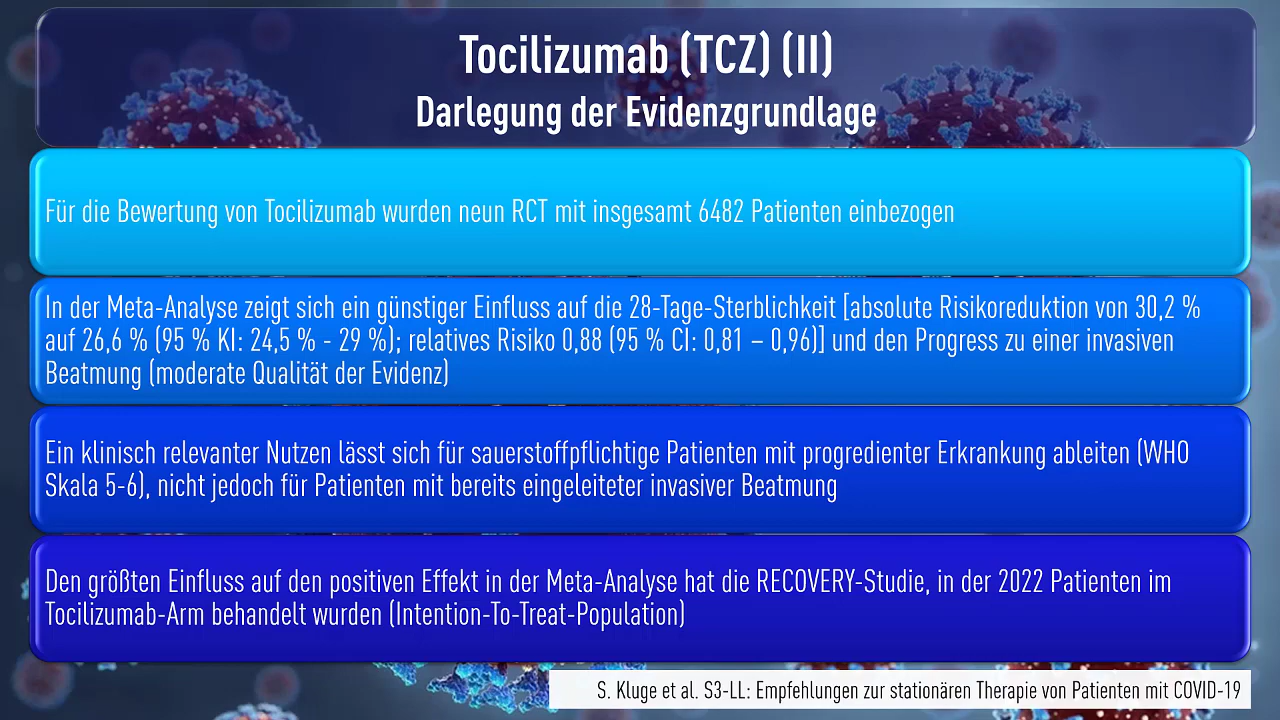 Tocilizumab (TCZ) (II)
Darlegung der Evidenzgrundlage
Für die Bewertung von Tocilizumab wurden neun RCT mit insgesamt 6482 Patienten einbezogen
In der Meta-Analyse zeigt sich ein günstiger Einfluss auf die 28-Tage-Sterblichkeit [absolute Risikoreduktion von 30,2 %
auf 26,6 % (95 % KI: 24,5 % - 29 %); relatives Risiko 0,88 (95 % CI: 0,81 – 0,96)] und den Progress zu einer invasiven
Beatmung (moderate Qualität der Evidenz)
Ein klinisch relevanter Nutzen lässt sich für sauerstoffpflichtige Patienten mit progredienter Erkrankung ableiten (WHO
Skala 5-6), nicht jedoch für Patienten mit bereits eingeleiteter invasiver Beatmung
Den größten Einfluss auf den positiven Effekt in der Meta-Analyse hat die RECOVERY-Studie, in der 2022 Patienten im
Tocilizumab-Arm behandelt wurden (Intention-To-Treat-Population)
S. Kluge et al. S3-LL: Empfehlungen zur stationären Therapie von Patienten mit COVID-19